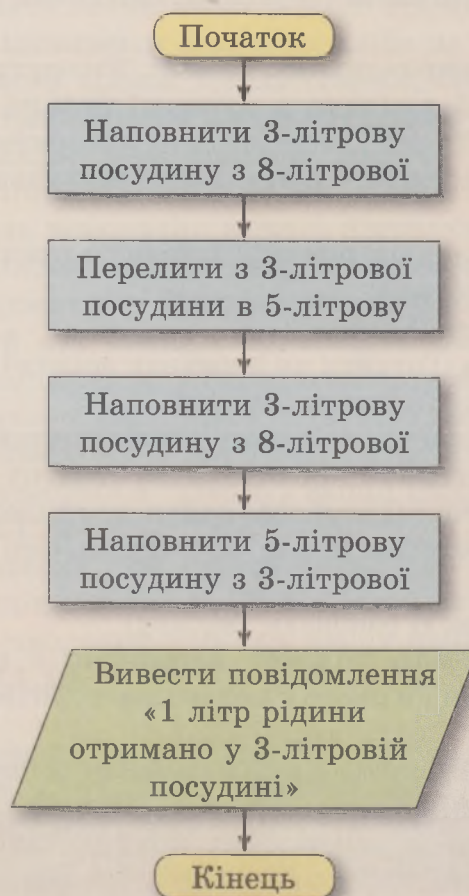 Початок
Наповнити 3-літрову
посудину з 8-літрової
Перелити з 3-літрової
посудини в 5-літрову
Наповнити 3-літрову
посудину з 8-літрової
Наповнити 5-літрову
посудину з 3-літрової
Вивести повідомлення
«1 літр рідини
отримано у 3-літровій
посудині»
Кінець